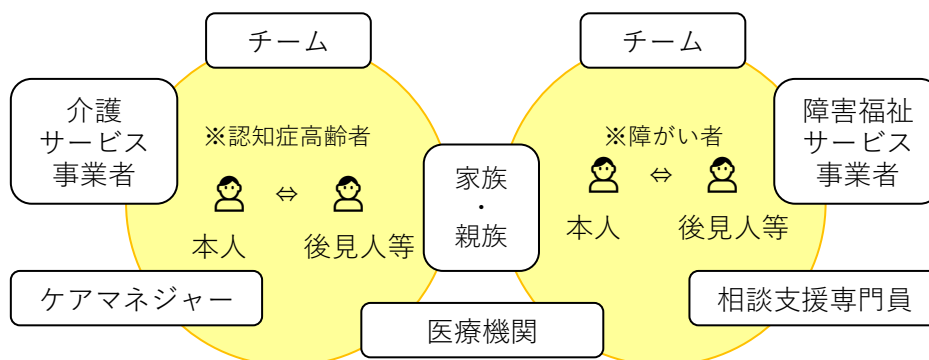 チーム
チーム
介護
サービス
事業者
※認知症高齢者
本人
⇔
後見人等
家族
・
親族
※障がい者
本人
⇔
後見人等
障害福祉
サービス
事業者
ケアマネジャー
医療機関
相談支援専門員